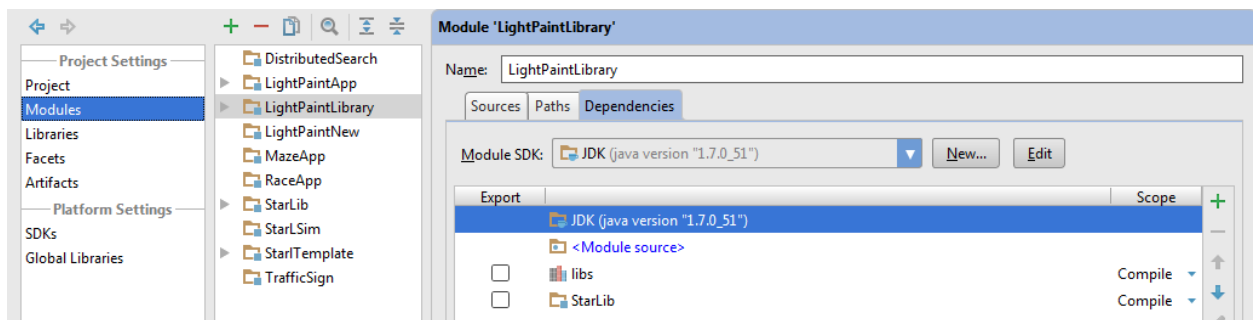 Project Settings
Project
Modules
Libraries
Facets
Artifacts
Platform Settings
SDKs
Global Libraries
DistributedSearch
LightPaintApp
LightPaintLibrary
LightPaintNew
MazeApp
RaceApp
StarLib
StarLSim
StarlTemplate
TrafficSign
Module 'LightPaintLibrary'
Name: LightPaintLibrary
Sources Paths Dependencies
Module SDK: JDK (java version "1.7.0_51") New... Edit
Export Scope
JDK (java version "1.7.0_51")
<Module source>
libs Compile
StarLib Compile